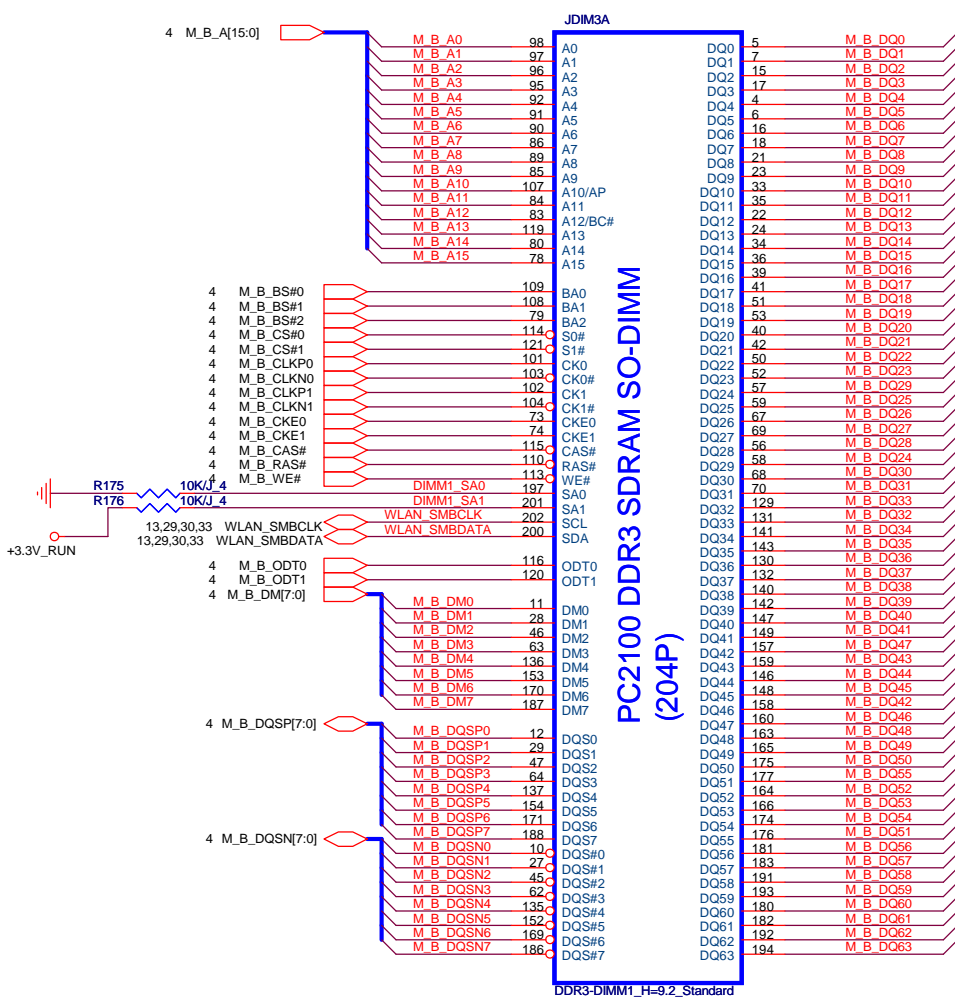 JDIM3A
4 M_B_A[15:0]
M_B_A0 98 A0 DQ0 5 M_B_DQ0
M_B_A1 97 A1 DQ1 7 M_B_DQ1
M_B_A2 96 A2 DQ2 15 M_B_DQ2
M_B_A3 95 A3 DQ3 17 M_B_DQ3
M_B_A4 92 A4 DQ4 4 M_B_DQ4
M_B_A5 91 A5 DQ5 6 M_B_DQ5
M_B_A6 90 A6 DQ6 16 M_B_DQ6
M_B_A7 86 A7 DQ7 18 M_B_DQ7
M_B_A8 89 A8 DQ8 21 M_B_DQ8
M_B_A9 85 A9 DQ9 23 M_B_DQ9
M_B_A10 107 A10/AP DQ10 33 M_B_DQ10
M_B_A11 84 A11 DQ11 35 M_B_DQ11
M_B_A12 83 A12/BC# DQ12 22 M_B_DQ12
M_B_A13 119 A13 DQ13 24 M_B_DQ13
M_B_A14 80 A14 DQ14 34 M_B_DQ14
M_B_A15 78 A15 DQ15 36 M_B_DQ15
DQ16 39 M_B_DQ16
4 M_B_BS#0 109 BA0 DQ17 41 M_B_DQ17
4 M_B_BS#1 108 BA1 DQ18 51 M_B_DQ18
4 M_B_BS#2 79 BA2 DQ19 53 M_B_DQ19
4 M_B_CS#0 114 S0# DQ20 40 M_B_DQ20
4 M_B_CS#1 121 S1# DQ21 42 M_B_DQ21
4 M_B_CLKP0 101 CK0 DQ22 50 M_B_DQ22
4 M_B_CLKN0 103 CK0# DQ23 52 M_B_DQ23
4 M_B_CLKP1 102 CK1 DQ24 57 M_B_DQ29
4 M_B_CLKN1 104 CK1# DQ25 59 M_B_DQ25
4 M_B_CKE0 73 CKE0 DQ26 67 M_B_DQ26
4 M_B_CKE1 74 CKE1 DQ27 69 M_B_DQ27
4 M_B_CAS# 115 CAS# DQ28 56 M_B_DQ28
4 M_B_RAS# 110 RAS# DQ29 58 M_B_DQ24
4 M_B_WE# 113 WE# DQ30 68 M_B_DQ30
R175 10K/J_4 DIMM1_SA0 197 SA0 DQ31 70 M_B_DQ31
R176 10K/J_4 DIMM1_SA1 201 SA1 DQ32 129 M_B_DQ33
13,29,30,33 WLAN_SMBCLK WLAN_SMBCLK 202 SCL DQ33 131 M_B_DQ32
13,29,30,33 WLAN_SMBDATA WLAN_SMBDATA 200 SDA DQ34 141 M_B_DQ34
+3.3V_RUN
DQ35 143 M_B_DQ35
4 M_B_ODT0 116 ODT0 DQ36 130 M_B_DQ36
4 M_B_ODT1 120 ODT1 DQ37 132 M_B_DQ37
4 M_B_DM[7:0] DQ38 140 M_B_DQ38
M_B_DM0 11 DM0 DQ39 142 M_B_DQ39
M_B_DM1 28 DM1 DQ40 147 M_B_DQ40
M_B_DM2 46 DM2 DQ41 149 M_B_DQ41
M_B_DM3 63 DM3 DQ42 157 M_B_DQ47
M_B_DM4 136 DM4 DQ43 159 M_B_DQ43
M_B_DM5 153 DM5 DQ44 146 M_B_DQ44
M_B_DM6 170 DM6 DQ45 148 M_B_DQ45
M_B_DM7 187 DM7 DQ46 158 M_B_DQ42
4 M_B_DQSP[7:0] DQ47 160 M_B_DQ46
M_B_DQSP0 12 DQS0 DQ48 163 M_B_DQ48
M_B_DQSP1 29 DQS1 DQ49 165 M_B_DQ49
M_B_DQSP2 47 DQS2 DQ50 175 M_B_DQ50
M_B_DQSP3 64 DQS3 DQ51 177 M_B_DQ55
M_B_DQSP4 137 DQS4 DQ52 164 M_B_DQ52
M_B_DQSP5 154 DQS5 DQ53 166 M_B_DQ53
M_B_DQSP6 171 DQS6 DQ54 174 M_B_DQ54
M_B_DQSP7 188 DQS7 DQ55 176 M_B_DQ51
4 M_B_DQSN[7:0]
M_B_DQSN0 10 DQS#0 DQ56 181 M_B_DQ56
M_B_DQSN1 27 DQS#1 DQ57 183 M_B_DQ57
M_B_DQSN2 45 DQS#2 DQ58 191 M_B_DQ58
M_B_DQSN3 62 DQS#3 DQ59 193 M_B_DQ59
M_B_DQSN4 135 DQS#4 DQ60 180 M_B_DQ60
M_B_DQSN5 152 DQS#5 DQ61 182 M_B_DQ61
M_B_DQSN6 169 DQS#6 DQ62 192 M_B_DQ62
M_B_DQSN7 186 DQS#7 DQ63 194 M_B_DQ63
PC2100 DDR3 SDRAM SO-DIMM
(204P)
DDR3-DIMM1_H=9.2_Standard